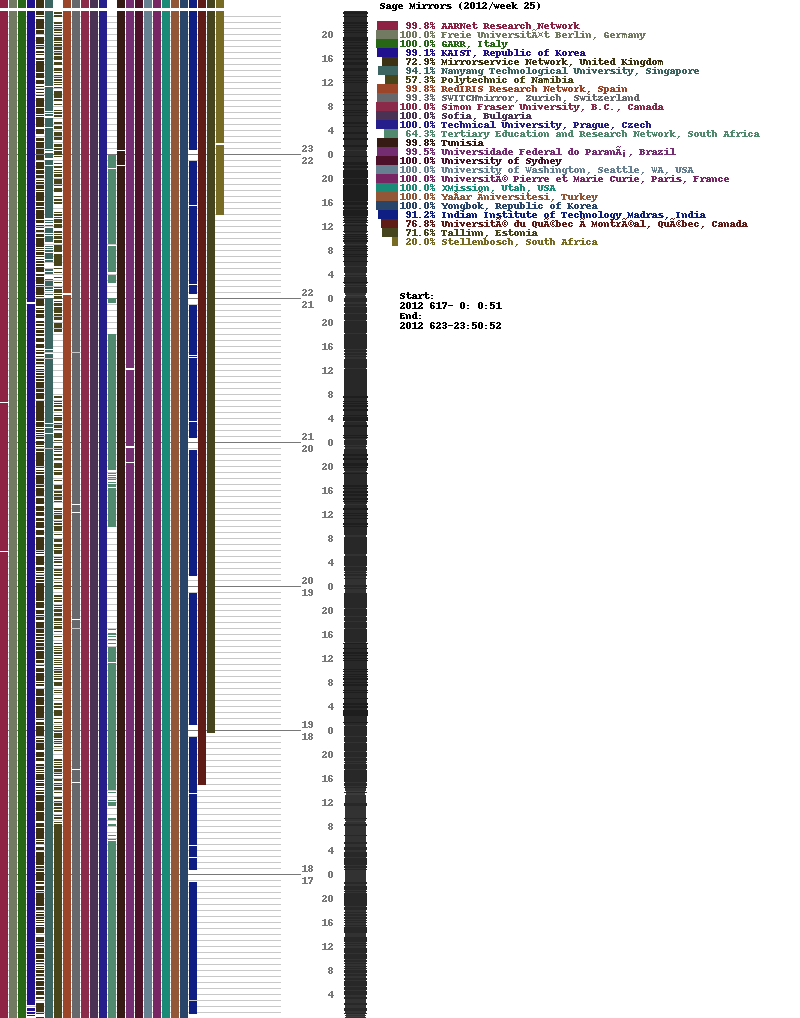 Sage Mirrors (2012/week 25)
99.8% AARNet Research Network
100.0% Freie UniversitÃ¤t Berlin, Germany
100.0% GARR, Italy
99.1% KAIST, Republic of Korea
72.9% Mirrorservice Network, United Kingdom
94.1% Nanyang Technological University, Singapore
57.3% Polytechnic of Namibia
99.8% RedIRIS Research Network, Spain
99.3% SWITCHmirror, Zurich, Switzerland
100.0% Simon Fraser University, B.C., Canada
100.0% Sofia, Bulgaria
100.0% Technical University, Prague, Czech
64.3% Tertiary Education and Research Network, South Africa
99.8% Tunisia
99.5% Universidade Federal do ParanÃ¡, Brazil
100.0% University of Sydney
100.0% University of Washington, Seattle, WA, USA
100.0% UniversitÃ© Pierre et Marie Curie, Paris, France
100.0% XMission, Utah, USA
100.0% YaÅar Ãniversitesi, Turkey
100.0% Yongbok, Republic of Korea
91.2% Indian Institute of Technology Madras, India
76.8% UniversitÃ© du QuÃ©bec Ã MontrÃ©al, QuÃ©bec, Canada
71.6% Tallinn, Estonia
20.0% Stellenbosch, South Africa
Start:
2012 617- 0: 0:51
End:
2012 623-23:50:52
20
16
12
8
4
23
0
22
20
16
12
8
4
22
0
21
20
16
12
8
4
21
0
20
20
16
12
8
4
20
0
19
20
16
12
8
4
19
0
18
20
16
12
8
4
18
0
17
20
16
12
8
4